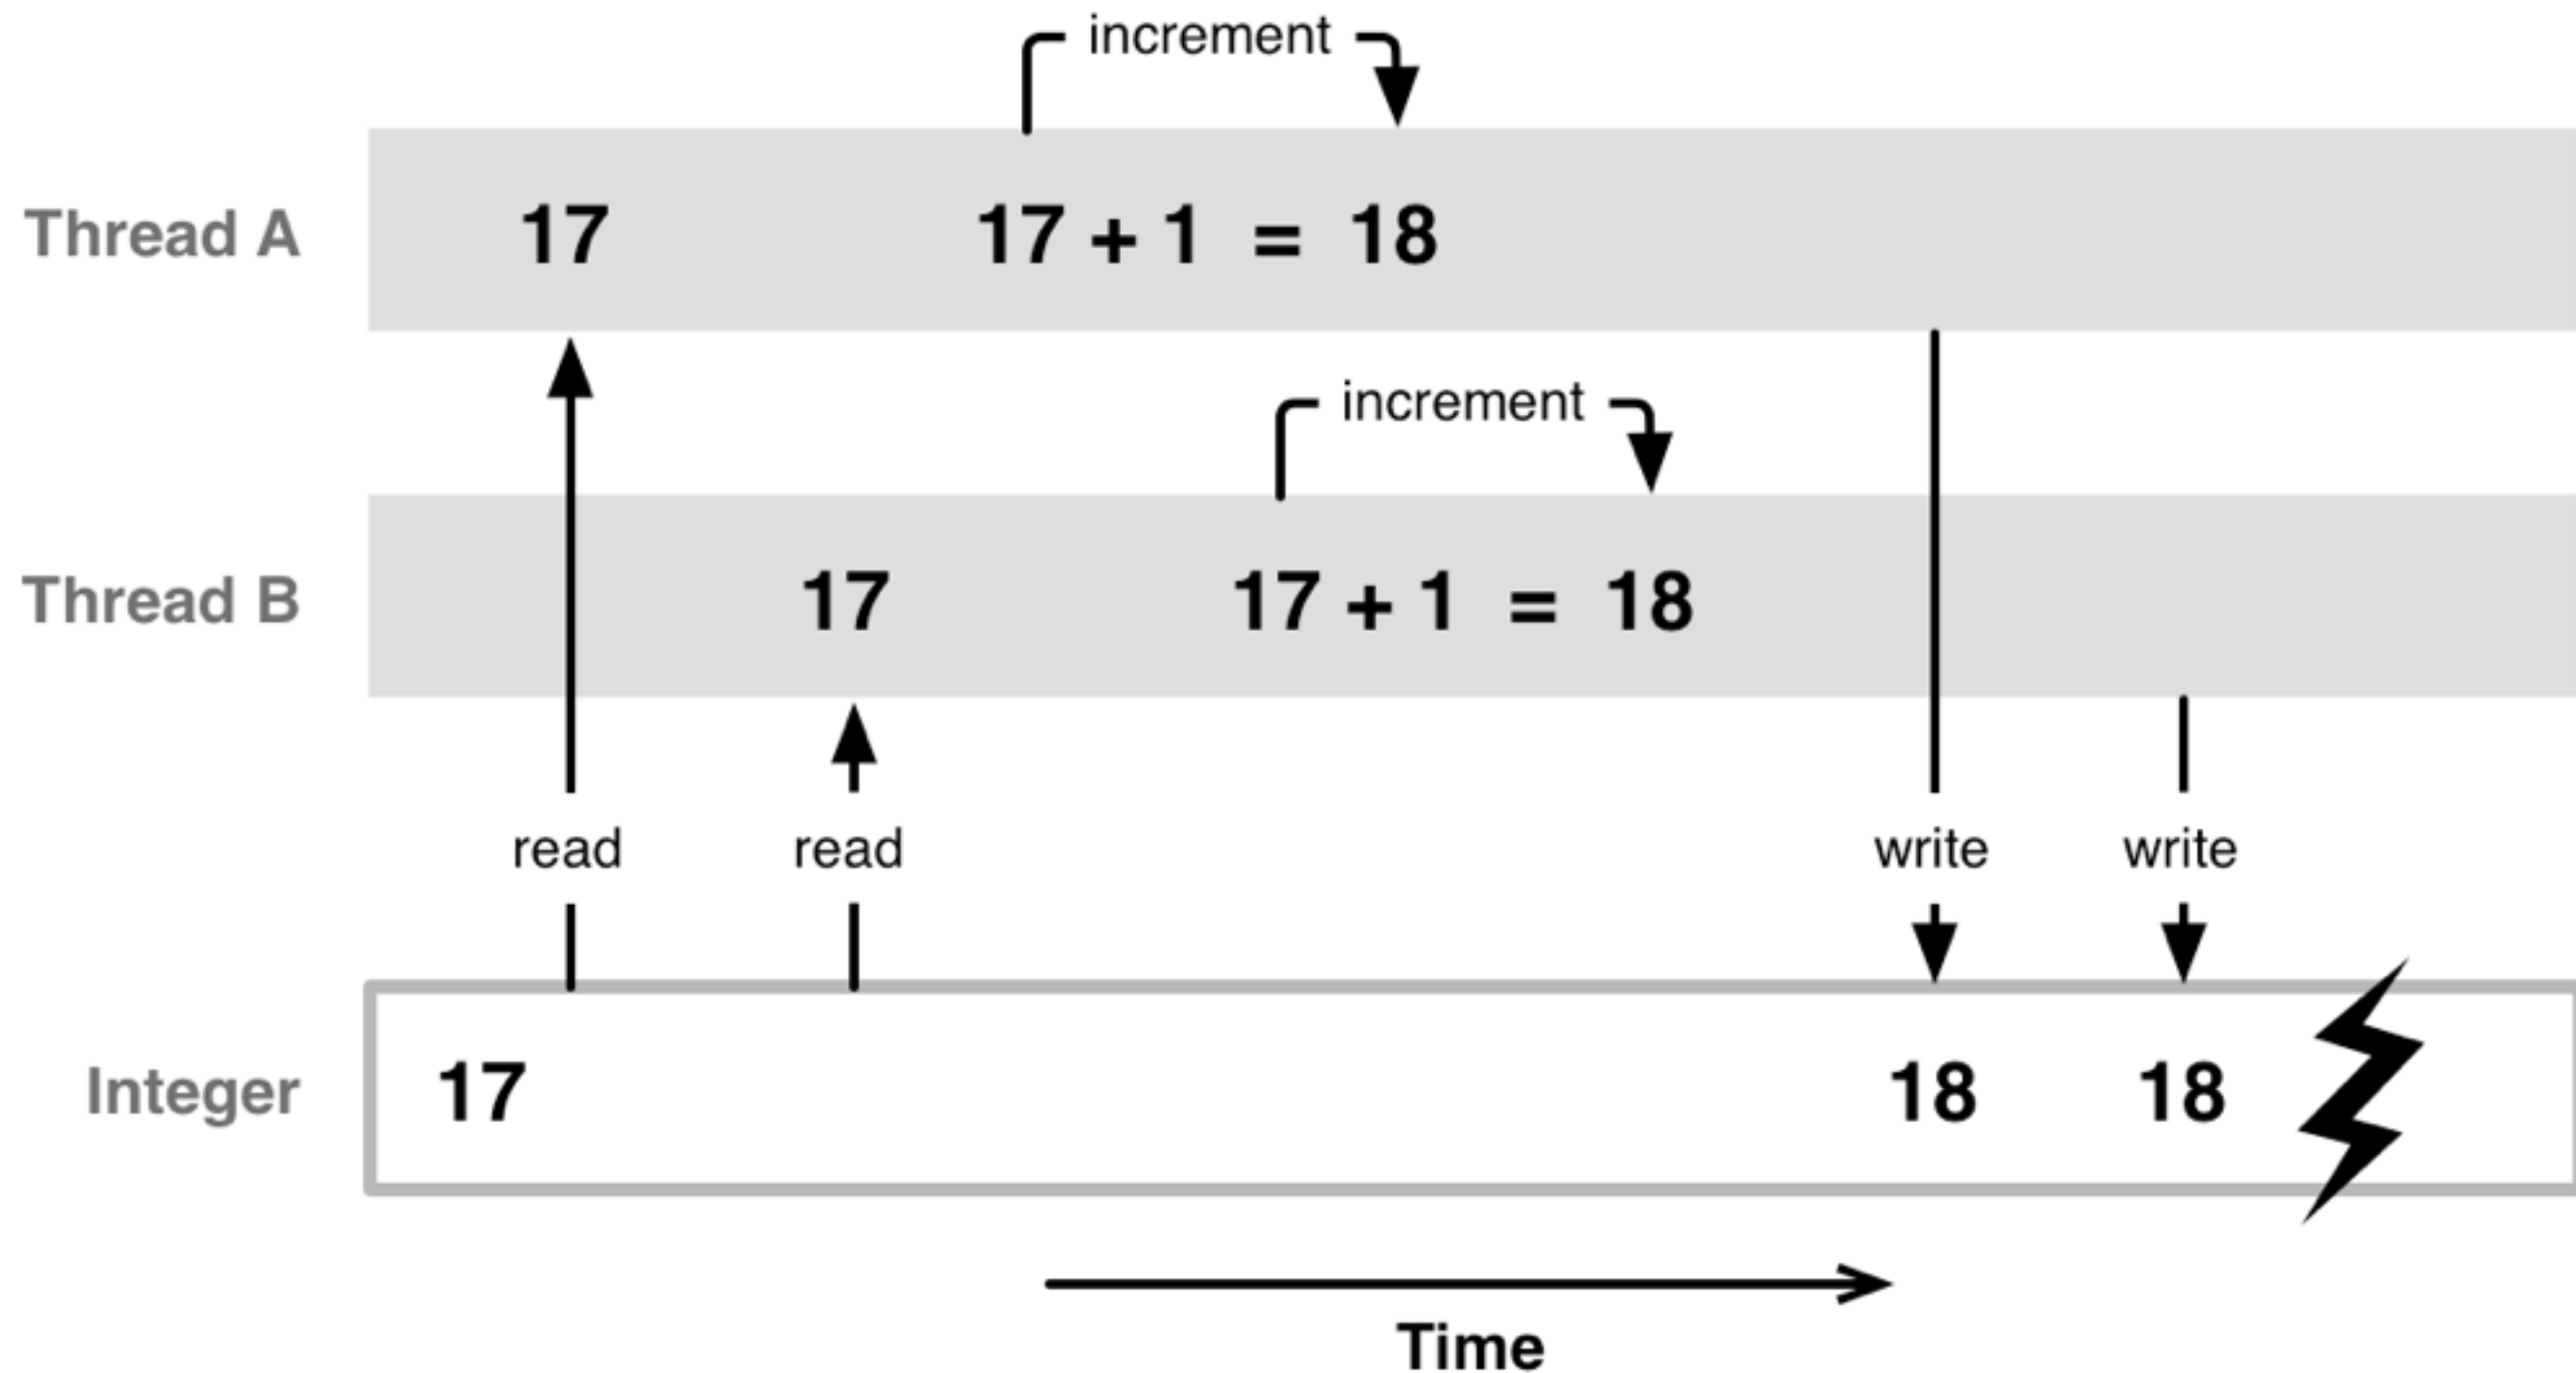 increment
Thread A 17 17 + 1 = 18
increment
Thread B 17 17 + 1 = 18
read read write write
Integer 17 18 18
Time